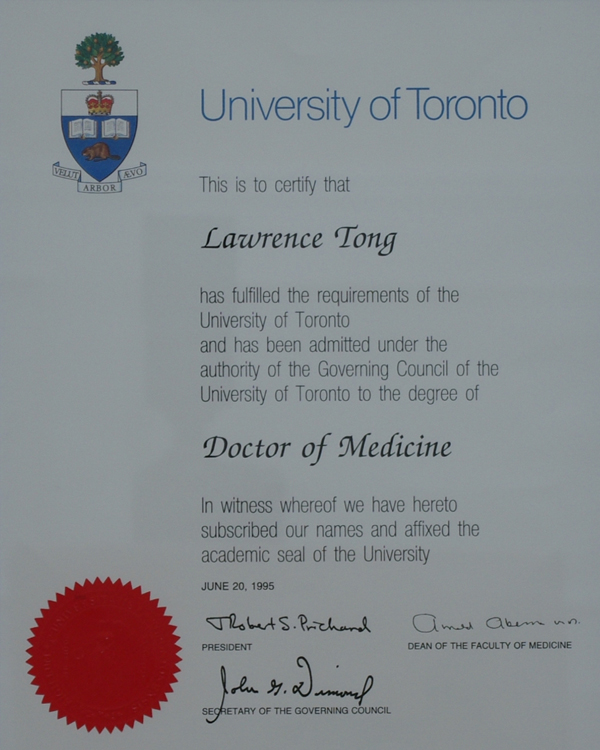 VELUT ARBOR ÆVO
University of Toronto
This is to certify that
Lawrence Tong
has fulfilled the requirements of the
University of Toronto
and has been admitted under the
authority of the Governing Council of the
University of Toronto to the degree of
Doctor of Medicine
In witness whereof we have hereto
subscribed our names and affixed the
academic seal of the University
JUNE 20, 1995
J Robert S. Prichard
PRESIDENT
DEAN OF THE FACULTY OF MEDICINE
John G. Dimond
SECRETARY OF THE GOVERNING COUNCIL